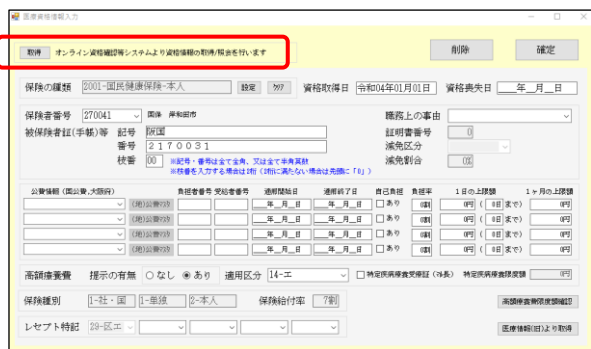 医療資格情報入力
取得 オンライン資格確認等システムより資格情報の取得/照会を行います 削除 確定
保険の種類 2001-国民健康保険-本人 設定 クリア 資格取得日 令和04年01月01日 資格喪失日 __年__月__日
保険者番号 270041 国保 岸和田市 職務上の事由
被保険者証(手帳)等 記号 阪国 証明書番号 0
番号 2170031 減免区分
枝番 00 ※記号・番号は全て全角、又は全て半角英数 減免割合 0%
※枝番を入力する場合は2桁(2桁に満たない場合は先頭に「0」)
公費情報(国公費,大阪府) 負担者番号 受給者番号 適用開始日 適用終了日 自己負担 負担率 1日の上限額 1ヶ月の上限額
(地)公費のみ __年__月__日 __年__月__日 あり 0割 0円 ( 0日 まで) 0円
(地)公費のみ __年__月__日 __年__月__日 あり 0割 0円 ( 0日 まで) 0円
(地)公費のみ __年__月__日 __年__月__日 あり 0割 0円 ( 0日 まで) 0円
(地)公費のみ __年__月__日 __年__月__日 あり 0割 0円 ( 0日 まで) 0円
高額療養費 提示の有無 なし あり 適用区分 14-エ 特定疾病療養受療証(マル長) 特定疾病療養限度額 0円
保険種別 1-社・国 1-単独 2-本人 保険給付率 7割 高額療養費限度額確認
レセプト特記 29-区エ 医療情報(旧)より取得